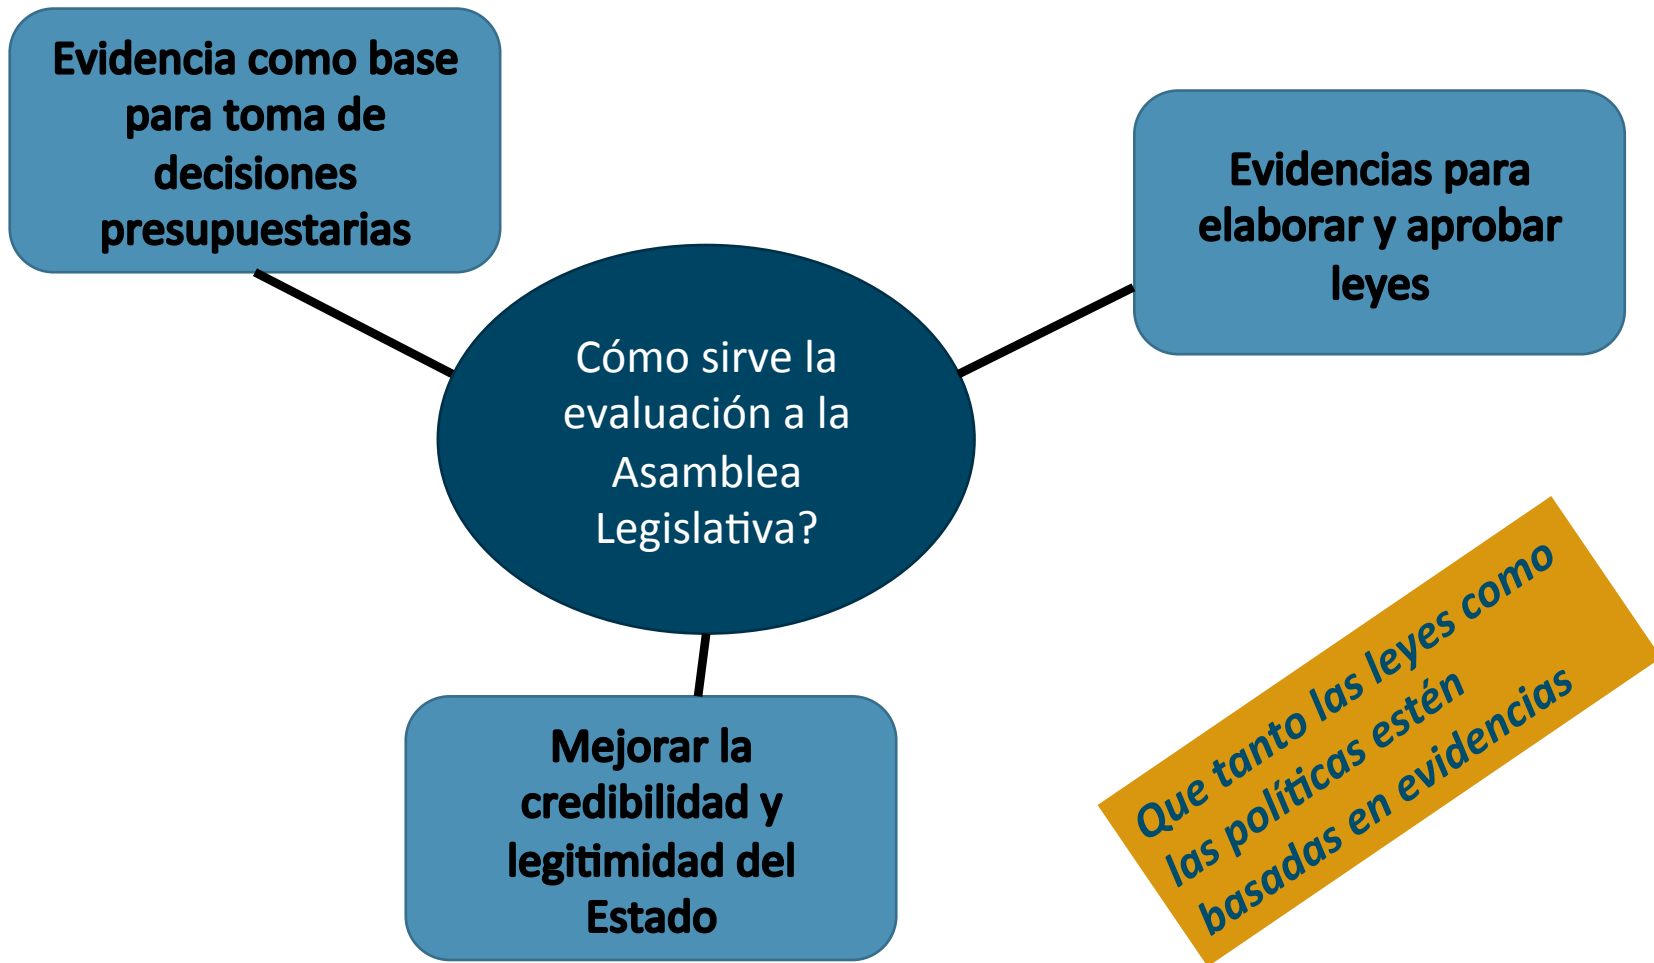 Evidencia como base
para toma de
decisiones
presupuestarias
Evidencias para
elaborar y aprobar
leyes
Cómo sirve la
evaluación a la
Asamblea
Legislativa?
Mejorar la
credibilidad y
legitimidad del
Estado
Que tanto las leyes como
las políticas estén
basadas en evidencias